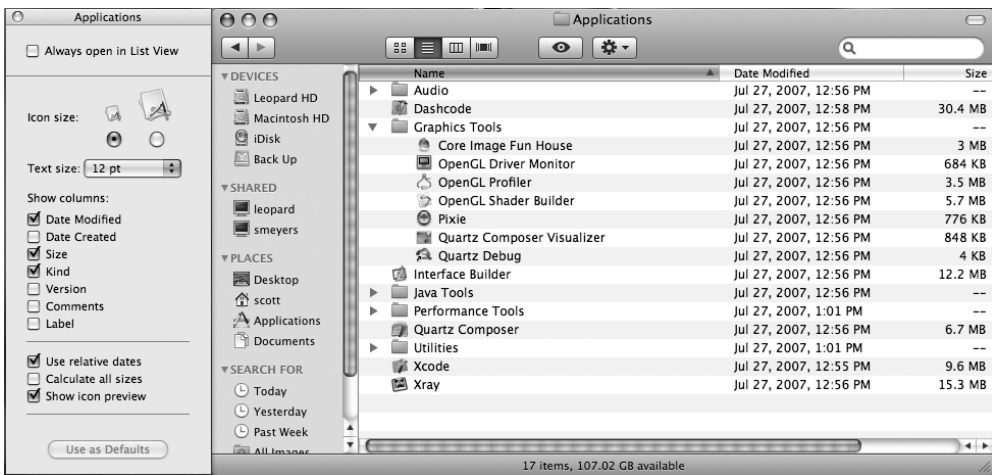 Applications
Always open in List View
Icon size:
Text size: 12 pt
Show columns:
Date Modified
Date Created
Size
Kind
Version
Comments
Label
Use relative dates
Calculate all sizes
Show icon preview
Use as Defaults
Applications
DEVICES
Leopard HD
Macintosh HD
iDisk
Back Up
SHARED
leopard
smeyers
PLACES
Desktop
scott
Applications
Documents
SEARCH FOR
Today
Yesterday
Past Week
All Images
Name Date Modified Size
Audio Jul 27, 2007, 12:56 PM --
Dashcode Jul 27, 2007, 12:58 PM 30.4 MB
Graphics Tools Jul 27, 2007, 12:56 PM --
Core Image Fun House Jul 27, 2007, 12:56 PM 3 MB
OpenGL Driver Monitor Jul 27, 2007, 12:56 PM 684 KB
OpenGL Profiler Jul 27, 2007, 12:56 PM 3.5 MB
OpenGL Shader Builder Jul 27, 2007, 12:56 PM 5.7 MB
Pixie Jul 27, 2007, 12:56 PM 776 KB
Quartz Composer Visualizer Jul 27, 2007, 12:56 PM 848 KB
Quartz Debug Jul 27, 2007, 12:56 PM 4 KB
Interface Builder Jul 27, 2007, 12:56 PM 12.2 MB
Java Tools Jul 27, 2007, 12:56 PM --
Performance Tools Jul 27, 2007, 1:01 PM --
Quartz Composer Jul 27, 2007, 12:56 PM 6.7 MB
Utilities Jul 27, 2007, 1:01 PM --
Xcode Jul 27, 2007, 12:55 PM 9.6 MB
Xray Jul 27, 2007, 12:56 PM 15.3 MB
17 items, 107.02 GB available